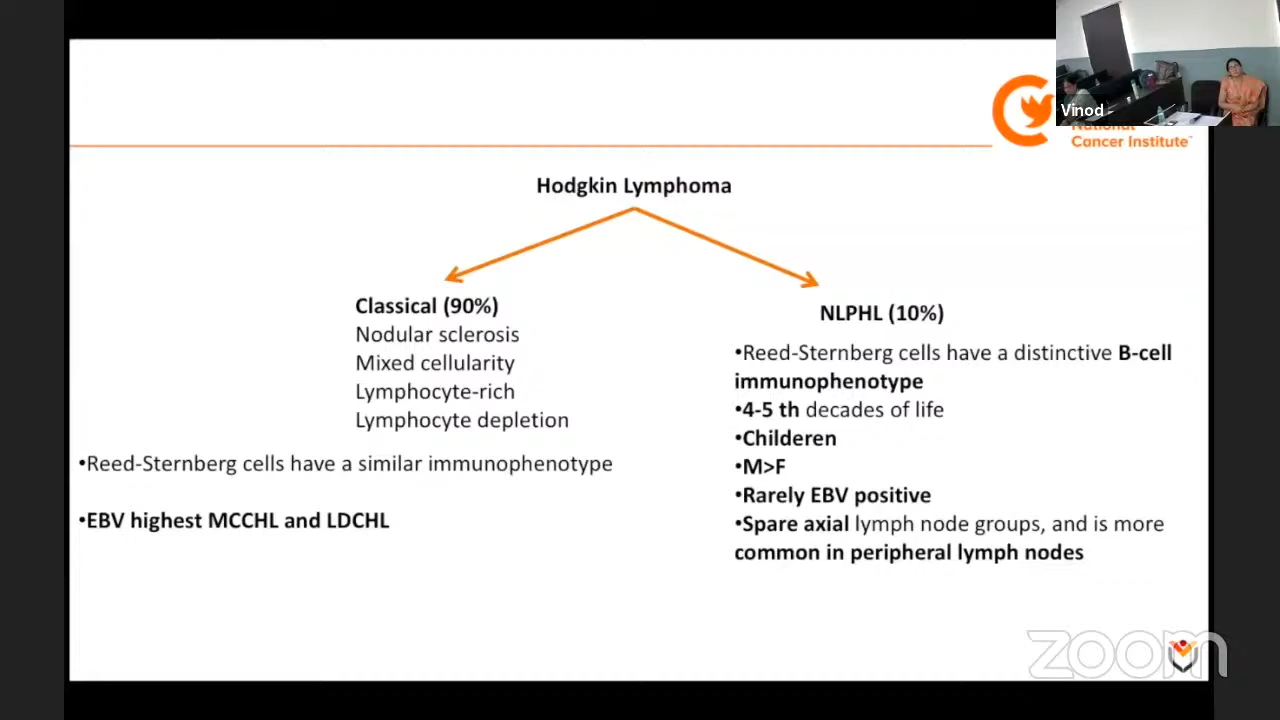 Vinod
National
Cancer Institute™
Hodgkin Lymphoma
Classical (90%)
Nodular sclerosis
Mixed cellularity
Lymphocyte-rich
Lymphocyte depletion
•Reed-Sternberg cells have a similar immunophenotype
•EBV highest MCCHL and LDCHL
NLPHL (10%)
•Reed-Sternberg cells have a distinctive B-cell
immunophenotype
•4-5 th decades of life
•Childeren
•M>F
•Rarely EBV positive
•Spare axial lymph node groups, and is more
common in peripheral lymph nodes
zoom